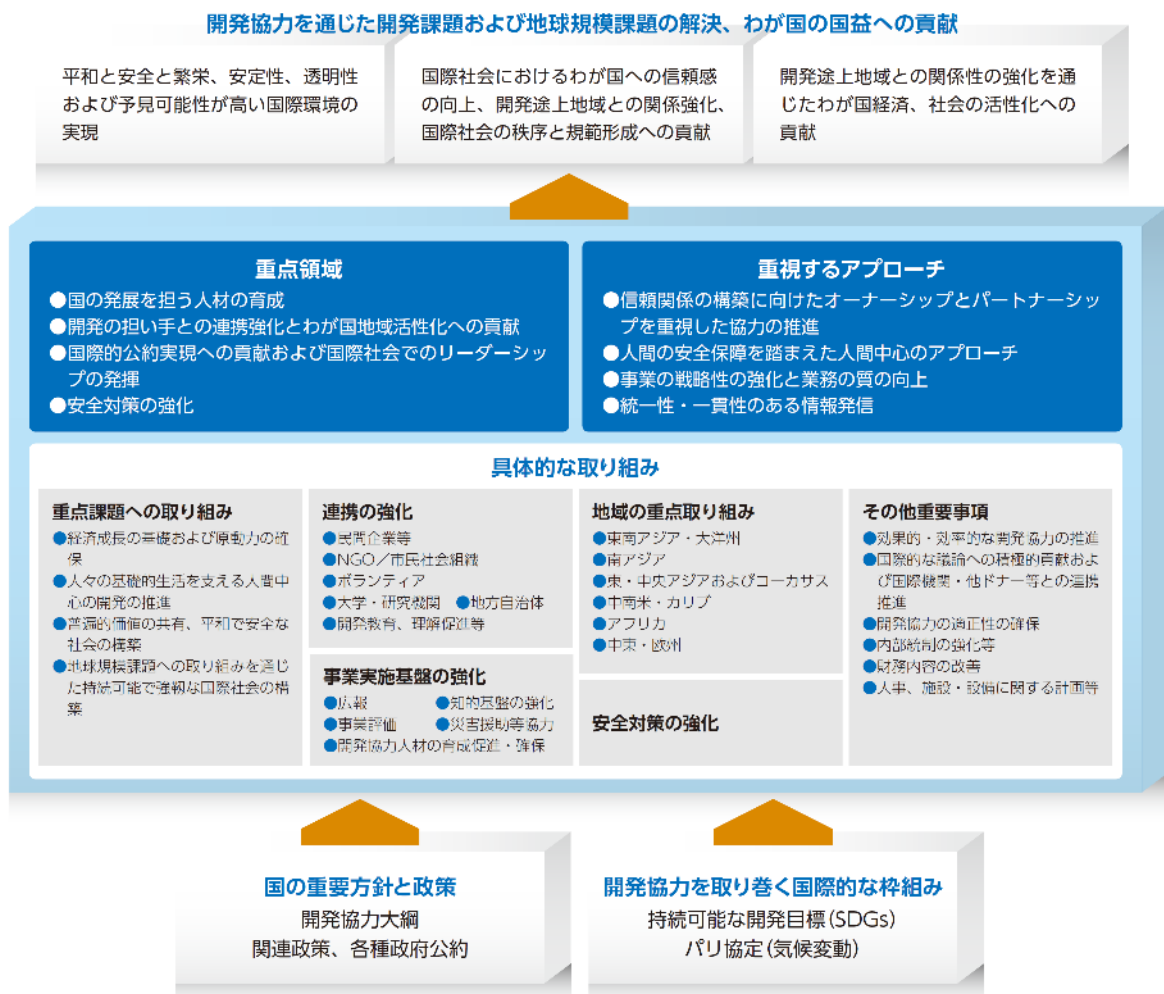 開発協力を通じた開発課題および地球規模課題の解決、わが国の国益への貢献
平和と安全と繁栄、安定性、透明性
および予見可能性が高い国際環境の
実現
国際社会におけるわが国への信頼感
の向上、開発途上地域との関係強化、
国際社会の秩序と規範形成への貢献
開発途上地域との関係性の強化を通
じたわが国経済、社会の活性化への
貢献
重点領域
●国の発展を担う人材の育成
●開発の担い手との連携強化とわが国地域活性化への貢献
●国際的公約実現への貢献および国際社会でのリーダーシッ
プの発揮
●安全対策の強化
重視するアプローチ
●信頼関係の構築に向けたオーナーシップとパートナーシッ
プを重視した協力の推進
●人間の安全保障を踏まえた人間中心のアプローチ
●事業の戦略性の強化と業務の質の向上
●統一性・一貫性のある情報発信
具体的な取り組み
重点課題への取り組み
●経済成長の基礎および原動力の確
保
●人々の基礎的生活を支える人間中
心の開発の推進
●普遍的価値の共有、平和で安全な
社会の構築
●地球規模課題への取り組みを通じ
た持続可能で強靱な国際社会の構
築
連携の強化
●民間企業等
●NGO／市民社会組織
●ボランティア
●大学・研究機関 ●地方自治体
●開発教育、理解促進等
事業実施基盤の強化
●広報 ●知的基盤の強化
●事業評価 ●災害援助等協力
●開発協力人材の育成促進・確保
地域の重点取り組み
●東南アジア・大洋州
●南アジア
●東・中央アジアおよびコーカサス
●中南米・カリブ
●アフリカ
●中東・欧州
安全対策の強化
その他重要事項
●効果的・効率的な開発協力の推進
●国際的な議論への積極的貢献およ
び国際機関・他ドナー等との連携
推進
●開発協力の適正性の確保
●内部統制の強化等
●財務内容の改善
●人事、施設・設備に関する計画等
国の重要方針と政策
開発協力大綱
関連政策、各種政府公約
開発協力を取り巻く国際的な枠組み
持続可能な開発目標（SDGs）
パリ協定（気候変動）